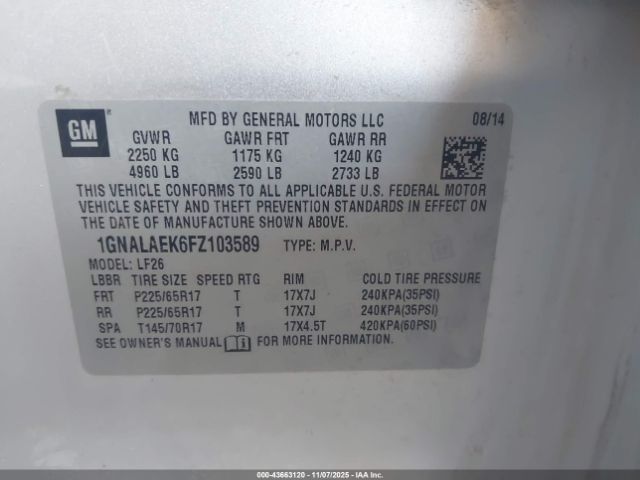 GM
MFD BY GENERAL MOTORS LLC 08/14
GVWR GAWR FRT GAWR RR
2250 KG 1175 KG 1240 KG
4960 LB 2590 LB 2733 LB
THIS VEHICLE CONFORMS TO ALL APPLICABLE U.S. FEDERAL MOTOR
VEHICLE SAFETY AND THEFT PREVENTION STANDARDS IN EFFECT ON
THE DATE OF MANUFACTURE SHOWN ABOVE.
1GNALAEK6FZ103589 TYPE: M.P.V.
MODEL: LF26
LBBR TIRE SIZE SPEED RTG RIM COLD TIRE PRESSURE
FRT P225/65R17 T 17X7J 240KPA(35PSI)
RR P225/65R17 T 17X7J 240KPA(35PSI)
SPA T145/70R17 M 17X4.5T 420KPA(60PSI)
SEE OWNER'S MANUAL FOR MORE INFORMATION.
000-43663120 - 11/07/2025 - IAAI, Inc.